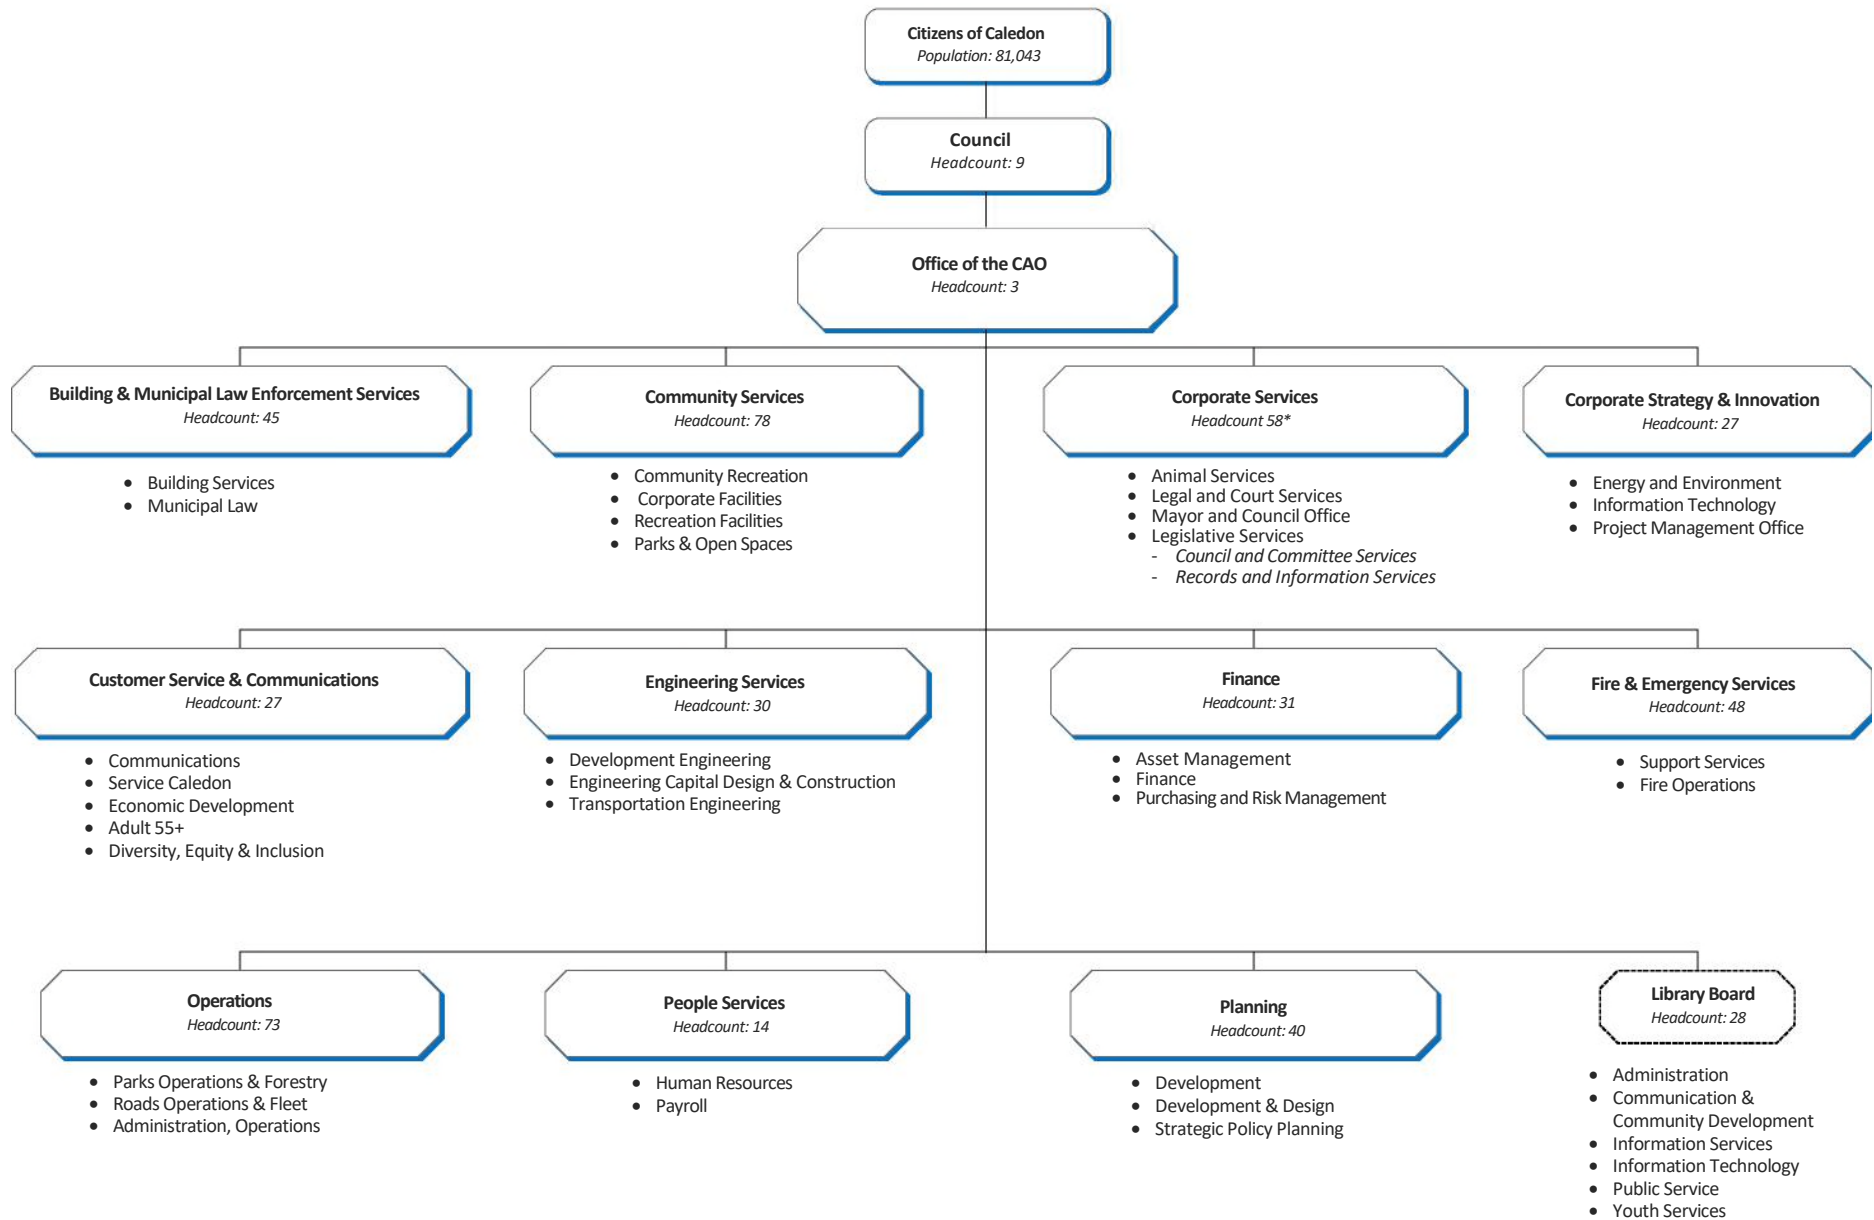 Citizens of Caledon
Population: 81,043
Council
Headcount: 9
Office of the CAO
Headcount: 3
Building & Municipal Law Enforcement Services
Headcount: 45
• Building Services
• Municipal Law
Community Services
Headcount: 78
• Community Recreation
• Corporate Facilities
• Recreation Facilities
• Parks & Open Spaces
Corporate Services
Headcount 58*
• Animal Services
• Legal and Court Services
• Mayor and Council Office
• Legislative Services
- Council and Committee Services
- Records and Information Services
Corporate Strategy & Innovation
Headcount: 27
• Energy and Environment
• Information Technology
• Project Management Office
Customer Service & Communications
Headcount: 27
• Communications
• Service Caledon
• Economic Development
• Adult 55+
• Diversity, Equity & Inclusion
Engineering Services
Headcount: 30
• Development Engineering
• Engineering Capital Design & Construction
• Transportation Engineering
Finance
Headcount: 31
• Asset Management
• Finance
• Purchasing and Risk Management
Fire & Emergency Services
Headcount: 48
• Support Services
• Fire Operations
Operations
Headcount: 73
• Parks Operations & Forestry
• Roads Operations & Fleet
• Administration, Operations
People Services
Headcount: 14
• Human Resources
• Payroll
Planning
Headcount: 40
• Development
• Development & Design
• Strategic Policy Planning
Library Board
Headcount: 28
• Administration
• Communication &
Community Development
• Information Services
• Information Technology
• Public Service
• Youth Services